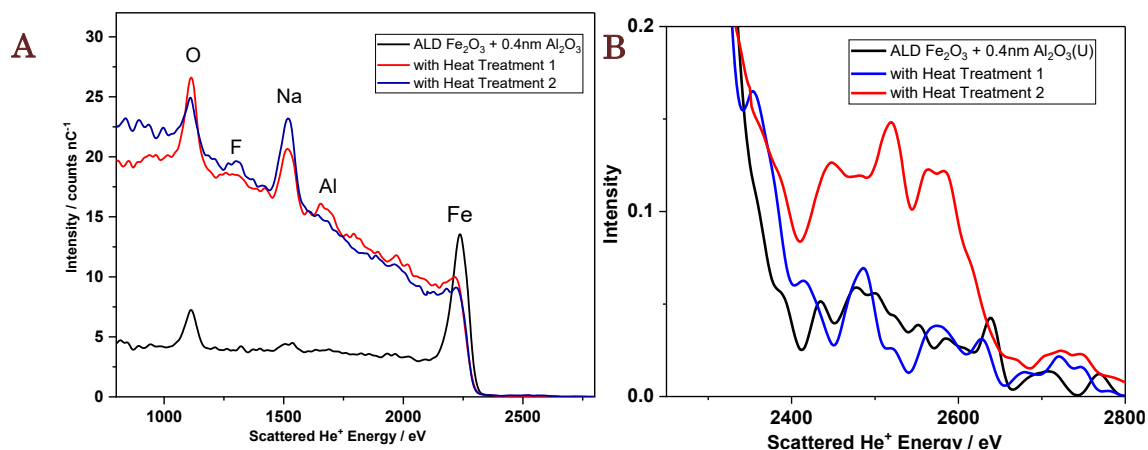 A
O
F
Na
Al
Fe
ALD Fe₂O₃ + 0.4nm Al₂O₃
with Heat Treatment 1
with Heat Treatment 2
30
25
20
15
10
5
0
Intensity / counts nC⁻¹
1000 1500 2000 2500
Scattered He⁺ Energy / eV
B
ALD Fe₂O₃ + 0.4nm Al₂O₃(U)
with Heat Treatment 1
with Heat Treatment 2
0.2
0.1
0.0
Intensity
2400 2600 2800
Scattered He⁺ Energy / eV